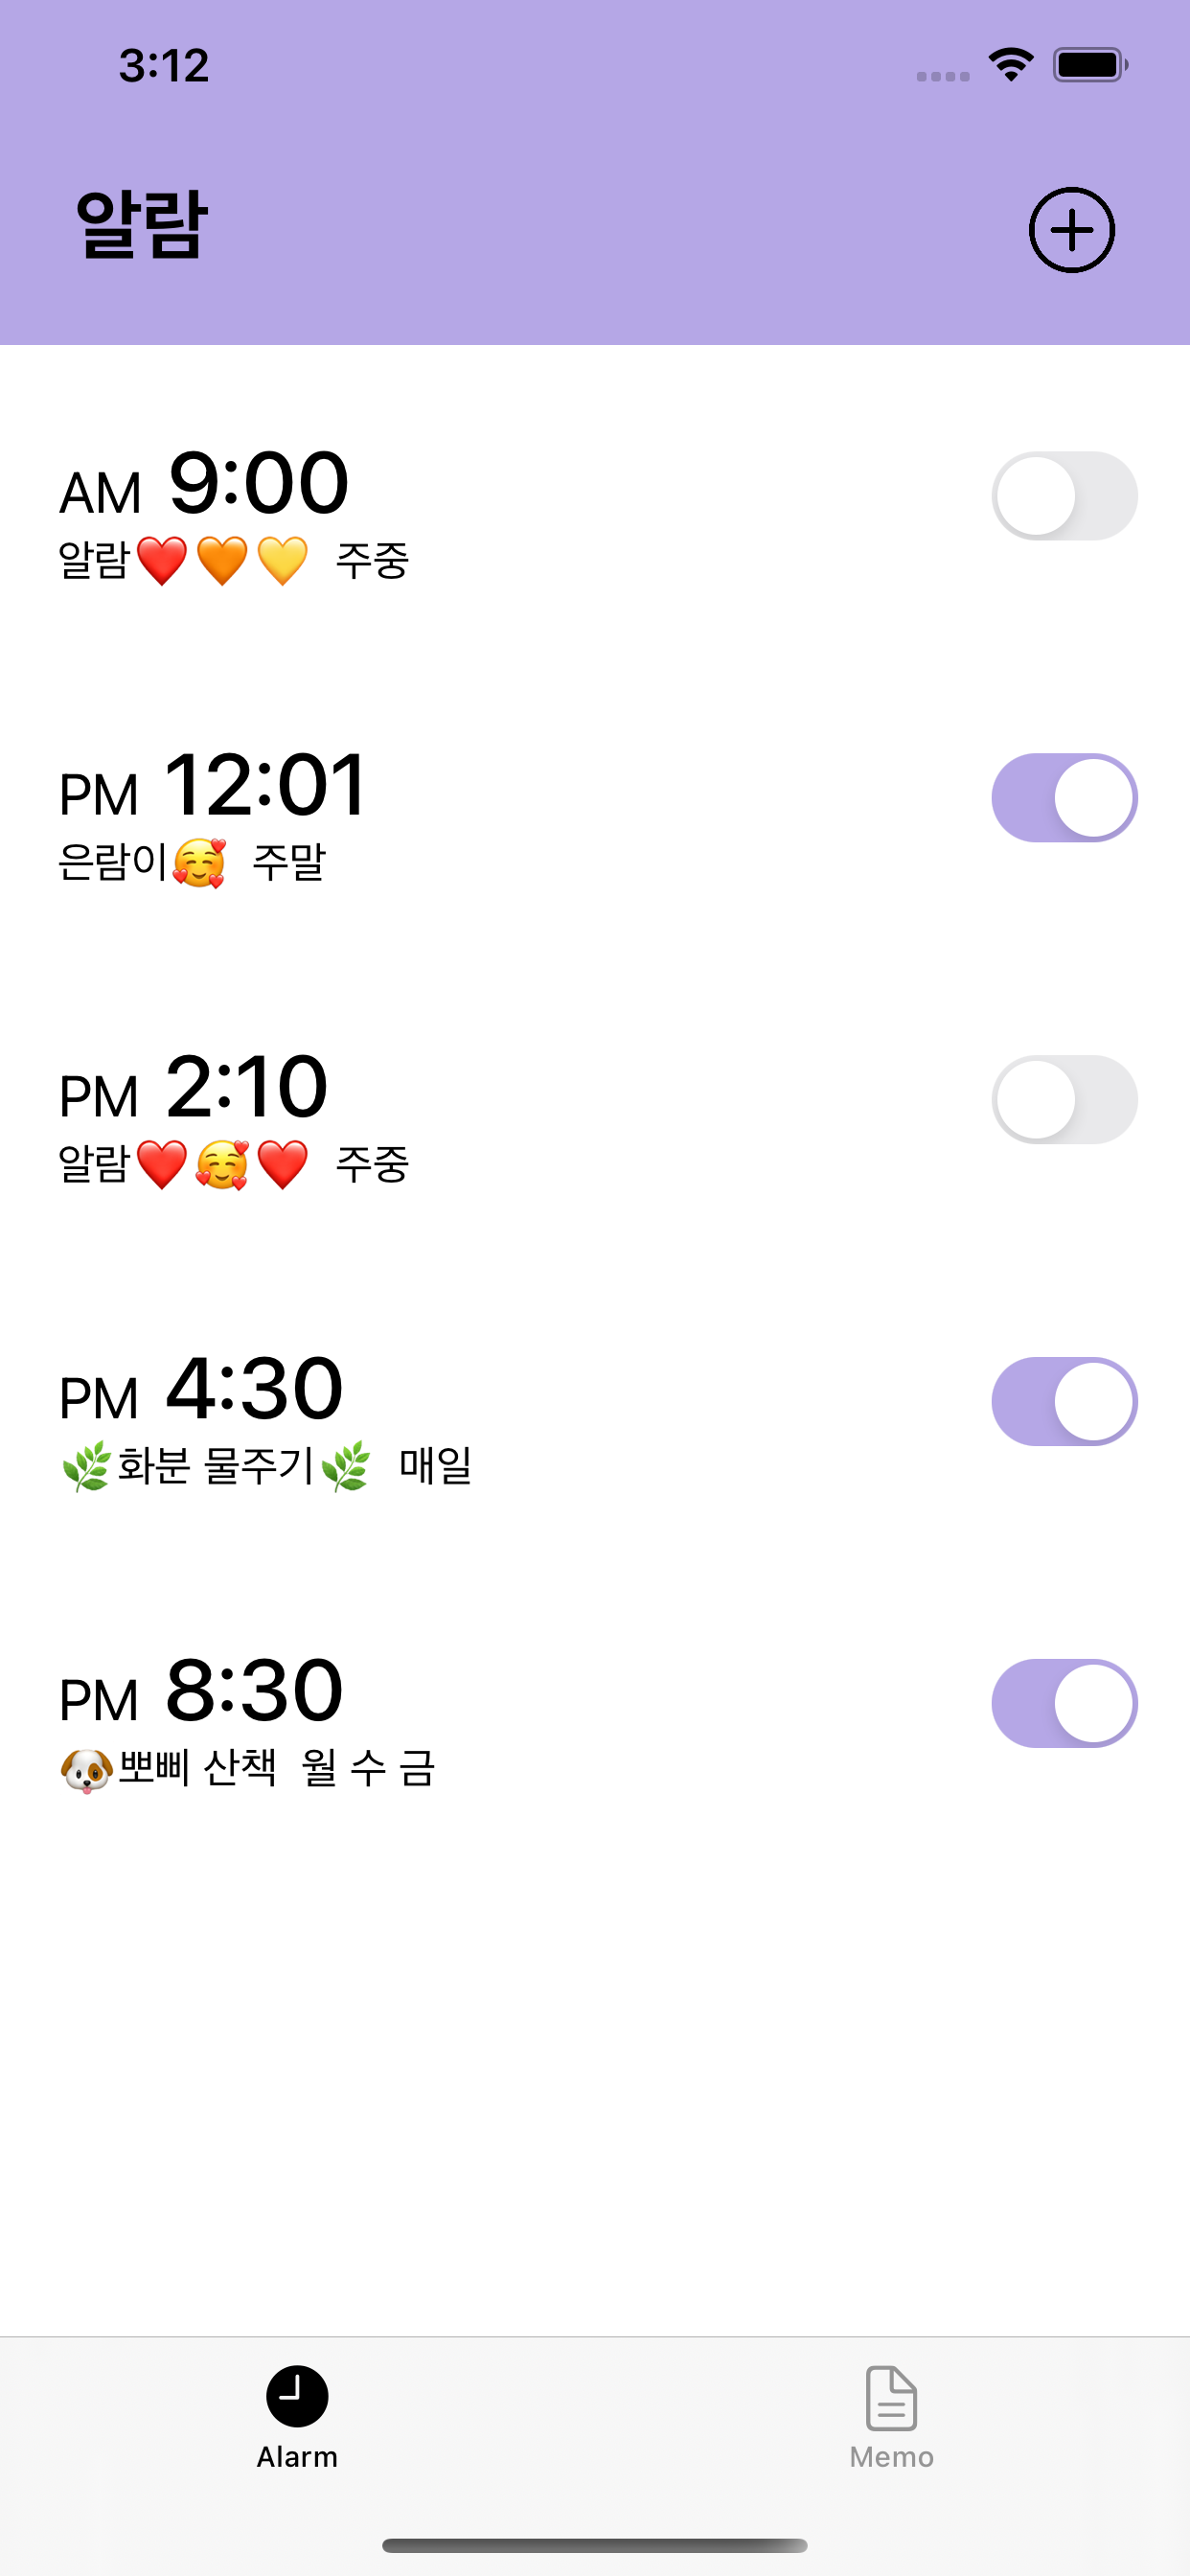 3:12
알람
AM 9:00
알람❤️🧡💛 주중
PM 12:01
은람이🥰 주말
PM 2:10
알람❤️🥰❤️ 주중
PM 4:30
🌿화분 물주기🌿 매일
PM 8:30
🐶뽀삐 산책 월 수 금
Alarm
Memo